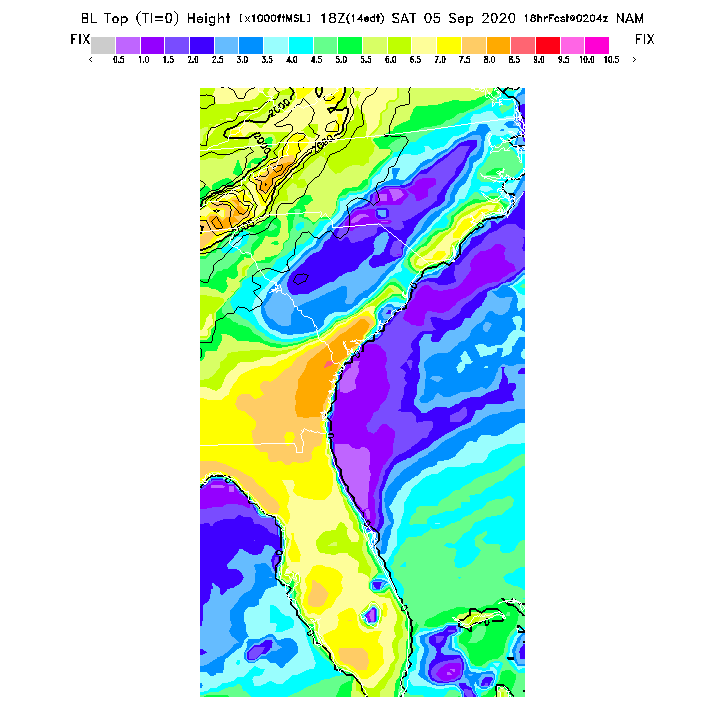 BL Top (TI=0) Height [x1000ftMSL] 18Z(14edt) SAT 05 Sep 2020 18hrFcst@0204z NAM
FIX FIX
< 0.5 1.0 1.5 2.0 2.5 3.0 3.5 4.0 4.5 5.0 5.5 6.0 6.5 7.0 7.5 8.0 8.5 9.0 9.5 10.0 10.5 >
2000
2000
2000